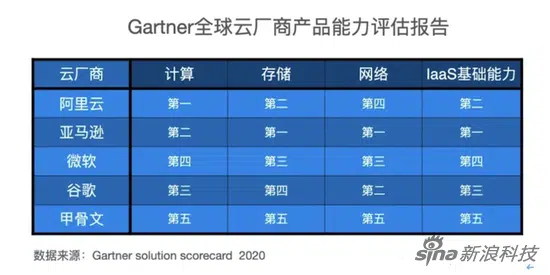 Gartner全球云厂商产品能力评估报告
云厂商 计算 存储 网络 IaaS基础能力
阿里云 第一 第二 第四 第二
亚马逊 第二 第一 第一 第一
微软 第四 第三 第三 第四
谷歌 第三 第四 第二 第三
甲骨文 第五 第五 第五 第五
数据来源：Gartner solution scorecard 2020
sina新浪科技